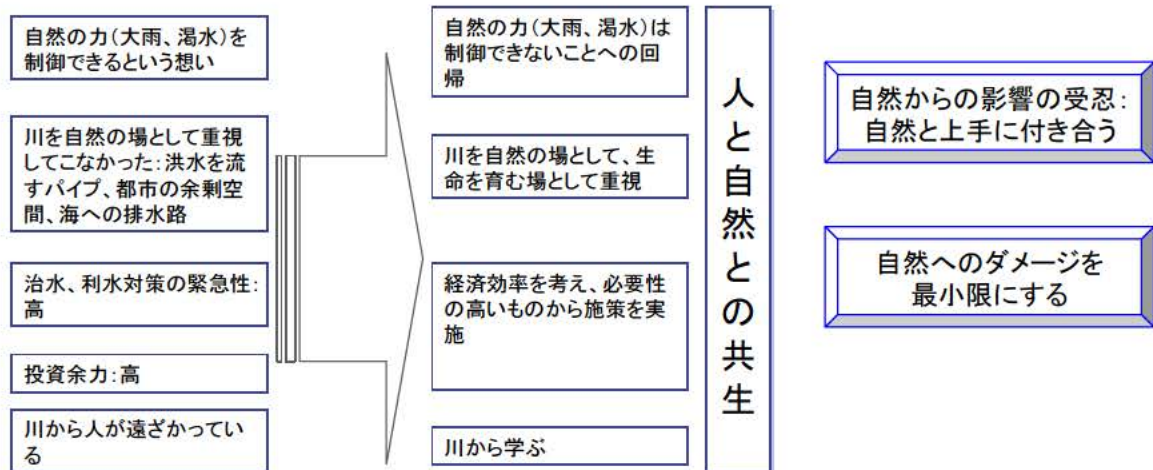 自然の力(大雨、渇水)を
制御できるという想い
川を自然の場として重視
してこなかった:洪水を流
すパイプ、都市の余剰空
間、海への排水路
治水、利水対策の緊急性:
高
投資余力:高
川から人が遠ざかってい
る
自然の力(大雨、渇水)は
制御できないことへの回
帰
川を自然の場として、生
命を育む場として重視
経済効率を考え、必要性
の高いものから施策を実
施
川から学ぶ
人と自然との共生
自然からの影響の受忍:
自然と上手に付き合う
自然へのダメージを
最小限にする